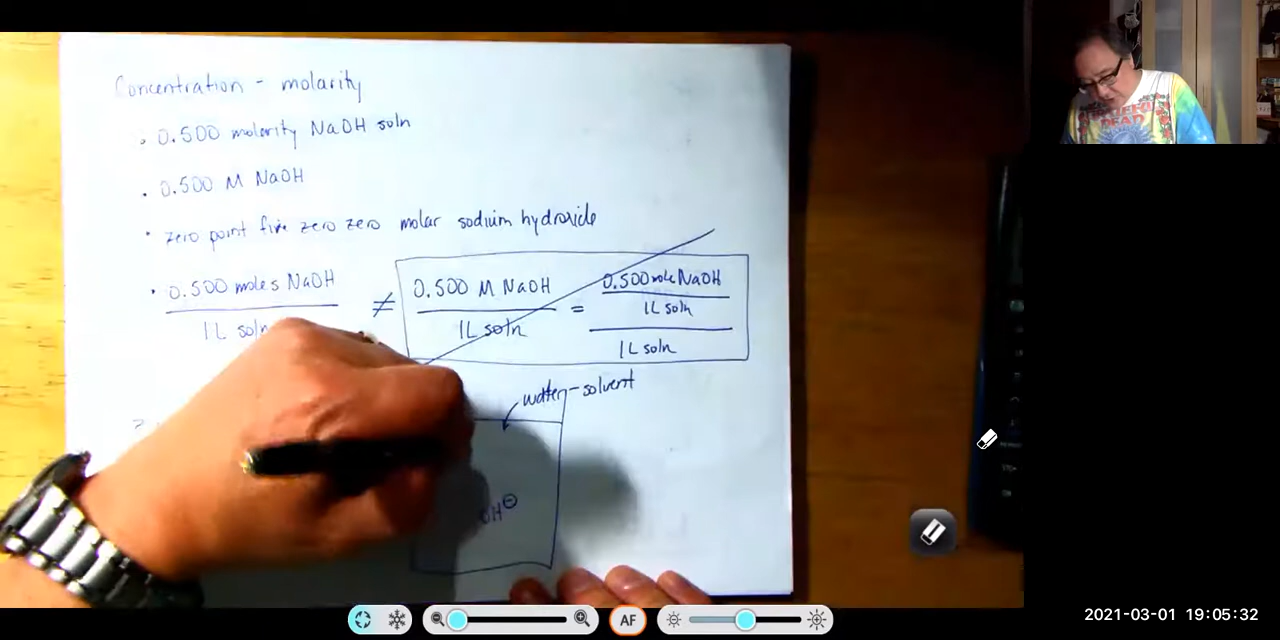 Concentration - molarity
0.500 molarity NaOH soln
• 0.500 M NaOH
• zero point five zero zero molar sodium hydroxide
• 0.500 moles NaOH / 1L soln ≠ 0.500 M NaOH / 1L soln = 0.500 mole NaOH / 1L soln / 1L soln
water - solvent
OH⊖
DEAD
AF
2021-03-01 19:05:32